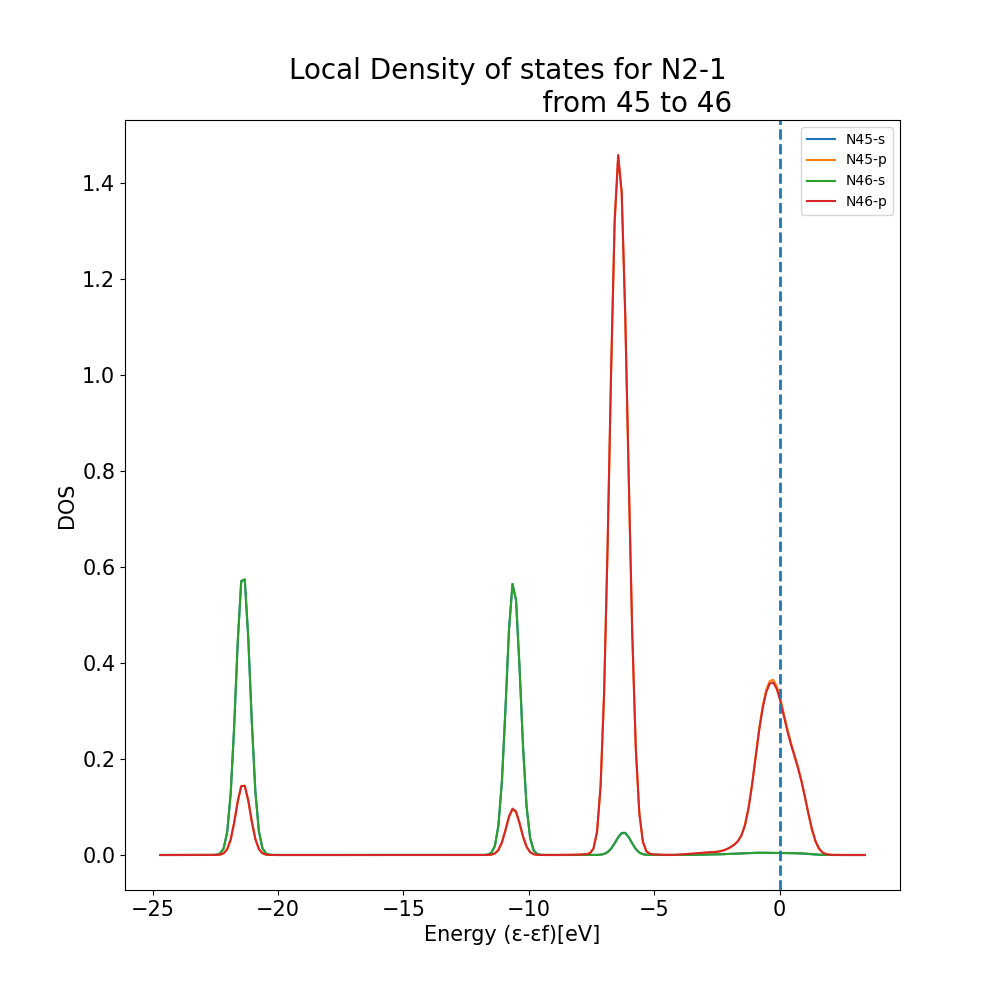 Local Density of states for N2-1
from 45 to 46
N45-s
N45-p
N46-s
N46-p
1.4
1.2
1.0
0.8
0.6
0.4
0.2
0.0
DOS
−25
−20
−15
−10
−5
0
Energy (ε-εf)[eV]